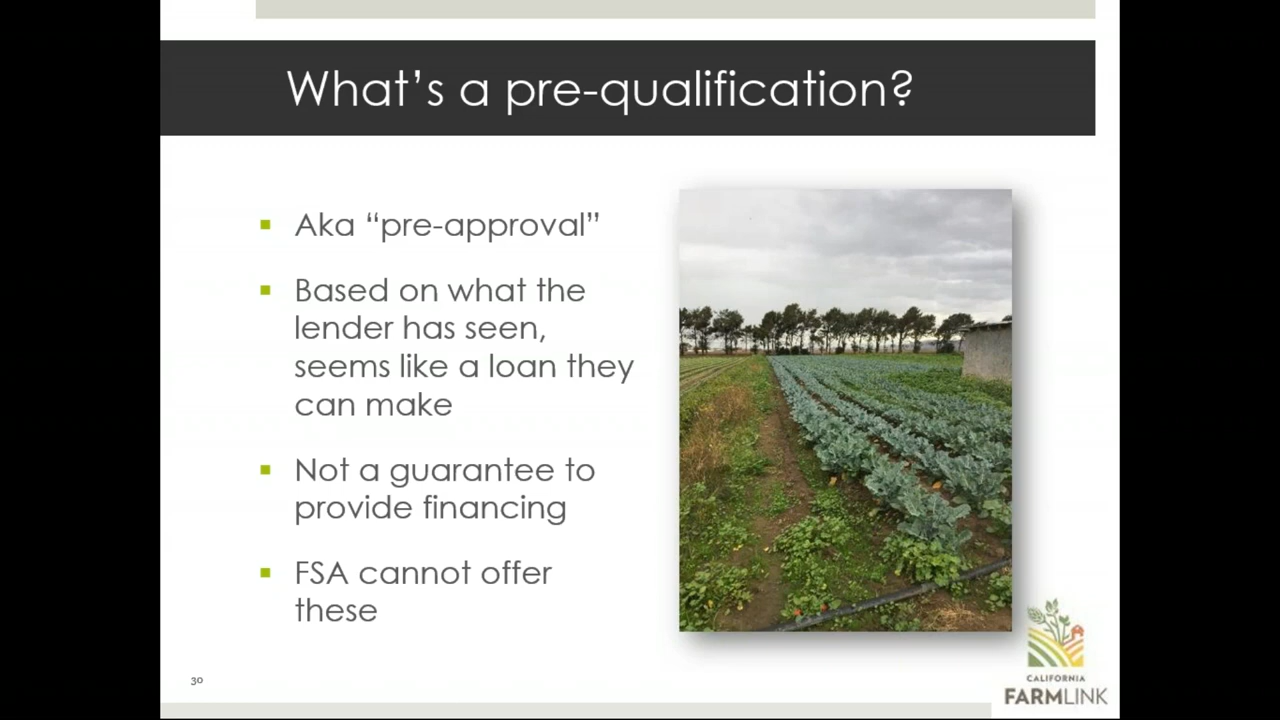 What’s a pre-qualification?
Aka “pre-approval”
Based on what the
lender has seen,
seems like a loan they
can make
Not a guarantee to
provide financing
FSA cannot offer
these
30
CALIFORNIA
FARMLINK